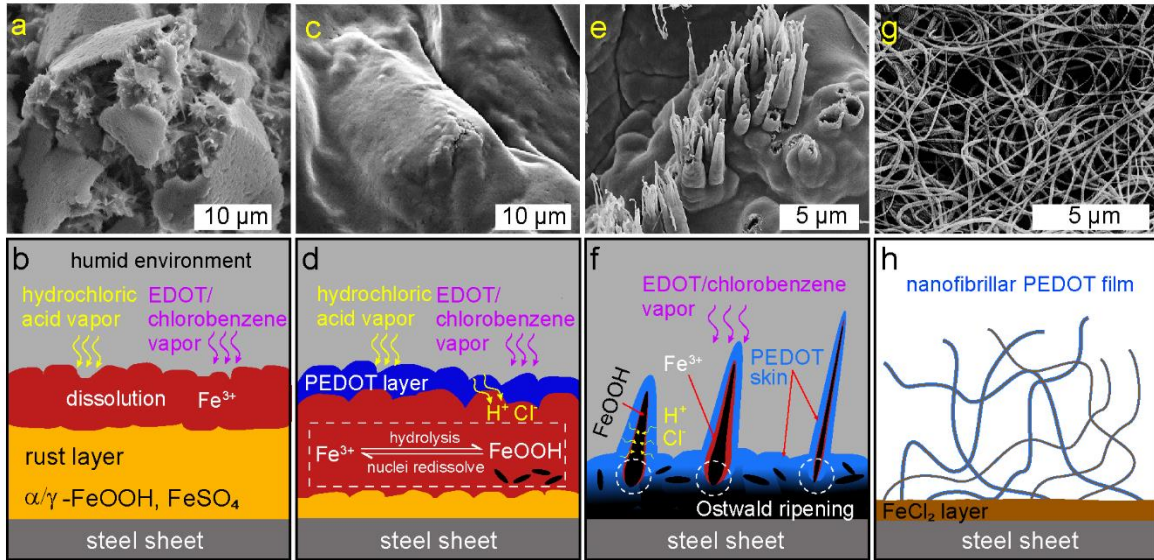 a
10 µm
c
10 µm
e
5 µm
g
5 µm
b
humid environment
hydrochloric
acid vapor
EDOT/
chlorobenzene
vapor
dissolution Fe³⁺
rust layer
α/γ -FeOOH, FeSO₄
steel sheet
d
hydrochloric
acid vapor
EDOT/
chlorobenzene
vapor
PEDOT layer
H⁺ Cl⁻
Fe³⁺ hydrolysis FeOOH
nuclei redissolve
steel sheet
f
EDOT/chlorobenzene
vapor
Fe³⁺
PEDOT
skin
FeOOH
H⁺
Cl⁻
Ostwald ripening
steel sheet
h
nanofibrillar PEDOT film
FeCl₂ layer
steel sheet